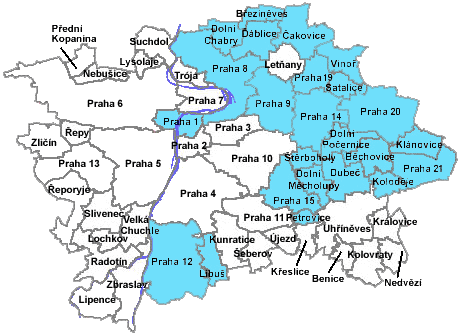 Březiněves
Přední
Kopanina
Suchdol
Dolní
Chabry
Ďáblice
Čakovice
Lysolaje
Nebušice
Trója
Praha 8
Letňany
Vinoř
Praha19
Satalice
Praha 6
Praha 7
Praha 9
Praha 14
Praha 20
Praha 1
Řepy
Zličín
Praha 3
Dolní
Počernice
Klánovice
Praha 2
Praha 13
Praha 5
Praha 10
Štěrboholy
Běchovice
Praha 21
Dolní
Měcholupy
Dubeč
Koloděje
Řeporyje
Praha 4
Praha 15
Slivenec
Velká
Chuchle
Praha 11
Petrovice
Královice
Lochkov
Kunratice
Újezd
Uhříněves
Radotín
Praha 12
Šeberov
Kolovraty
Libuš
Křeslice
Benice
Nedvězí
Zbraslav
Lipence